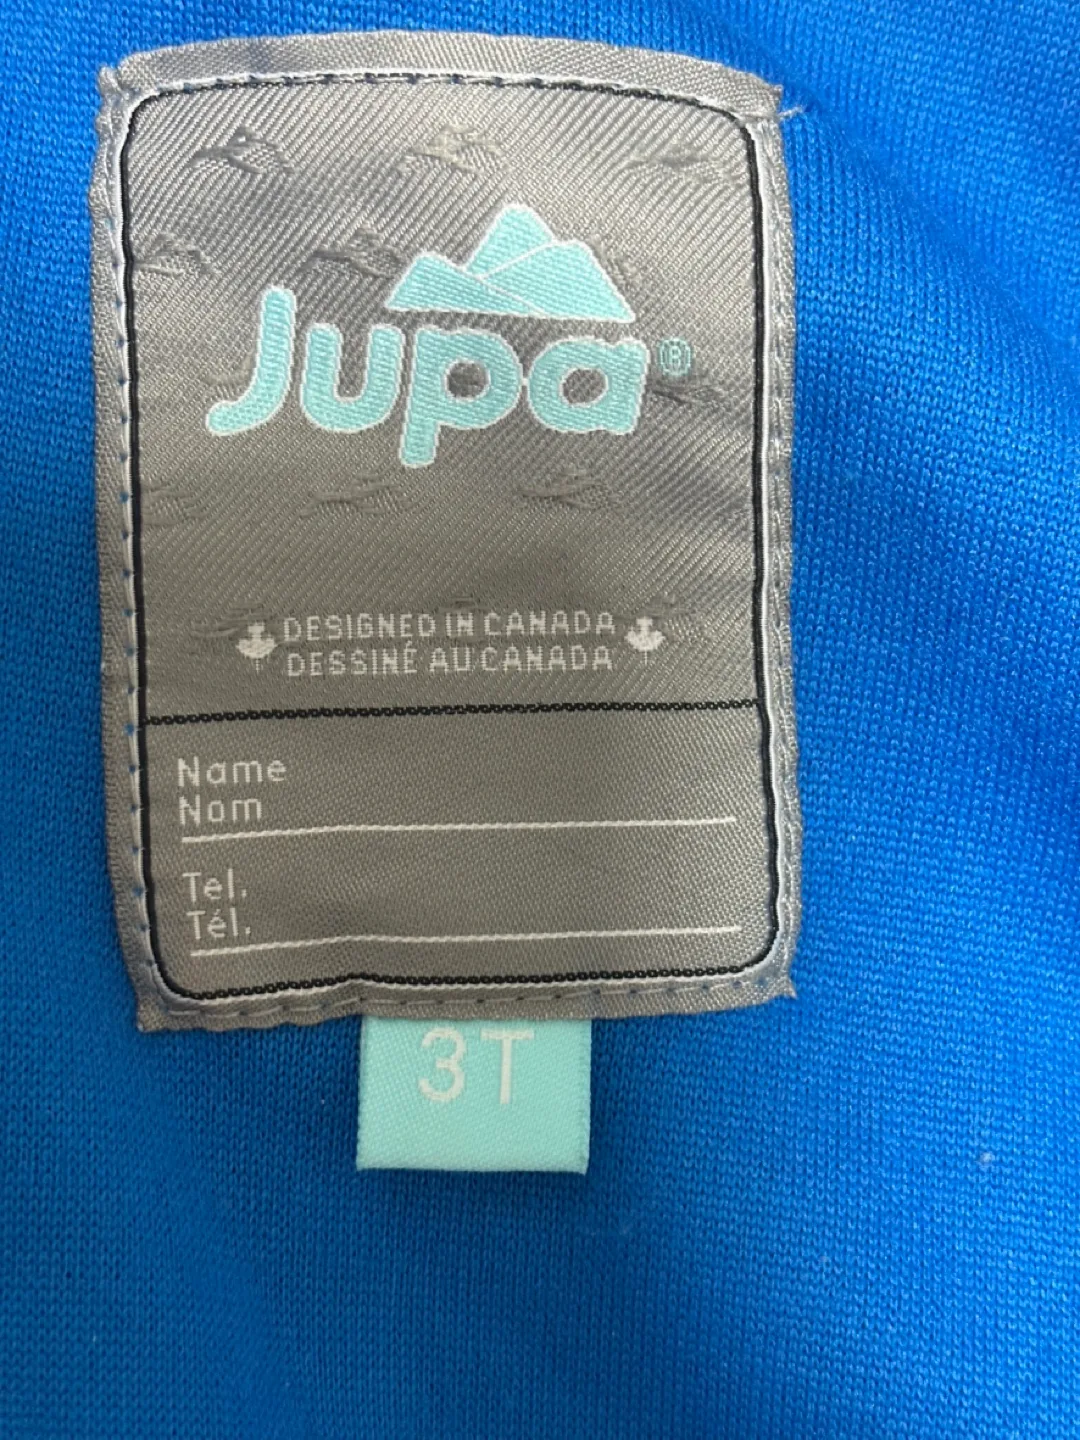 Jupa®
DESIGNED IN CANADA
DESSINÉ AU CANADA
Name
Nom
Tel.
Tél.
3T